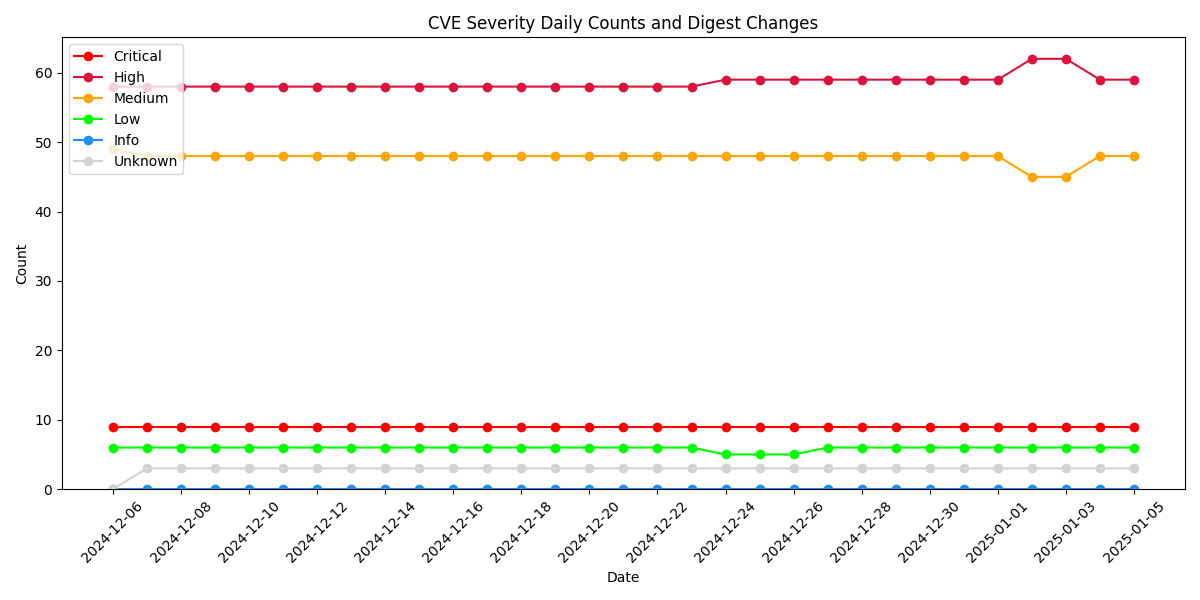 CVE Severity Daily Counts and Digest Changes
Critical
High
Medium
Low
Info
Unknown
Count
60
50
40
30
20
10
0
2024-12-06
2024-12-08
2024-12-10
2024-12-12
2024-12-14
2024-12-16
2024-12-18
2024-12-20
2024-12-22
2024-12-24
2024-12-26
2024-12-28
2024-12-30
2025-01-01
2025-01-03
2025-01-05
Date